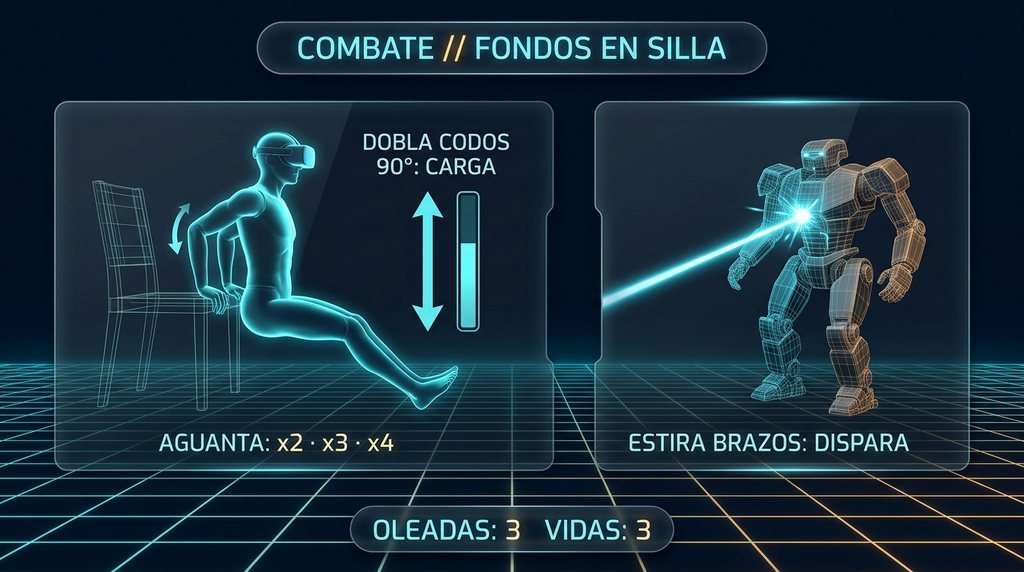 COMBATE // FONDOS EN SILLA
DOBLA CODOS
90°: CARGA
AGUANTA: x2 · x3 · x4
ESTIRA BRAZOS: DISPARA
OLEADAS: 3 VIDAS: 3